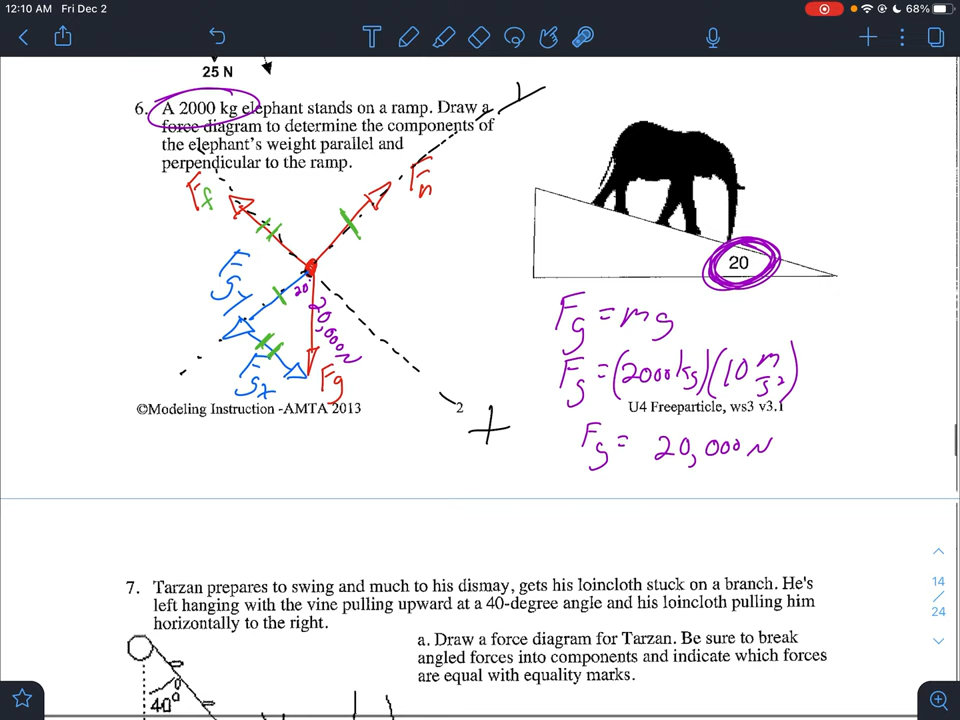 12:10 AM Fri Dec 2
68%
25 N
6. A 2000 kg elephant stands on a ramp. Draw a
force diagram to determine the components of
the elephant's weight parallel and
perpendicular to the ramp.
y
Ff
Fn
Fgy
20
20,000N
Fgx
Fg
+
20
Fg = mg
Fg = (2000kg)(10 m/s²)
Fg = 20,000 N
©Modeling Instruction -AMTA 2013
2
U4 Freeparticle, ws3 v3.1
7. Tarzan prepares to swing and much to his dismay, gets his loincloth stuck on a branch. He's
left hanging with the vine pulling upward at a 40-degree angle and his loincloth pulling him
horizontally to the right.
a. Draw a force diagram for Tarzan. Be sure to break
angled forces into components and indicate which forces
are equal with equality marks.
40°
14
/
24